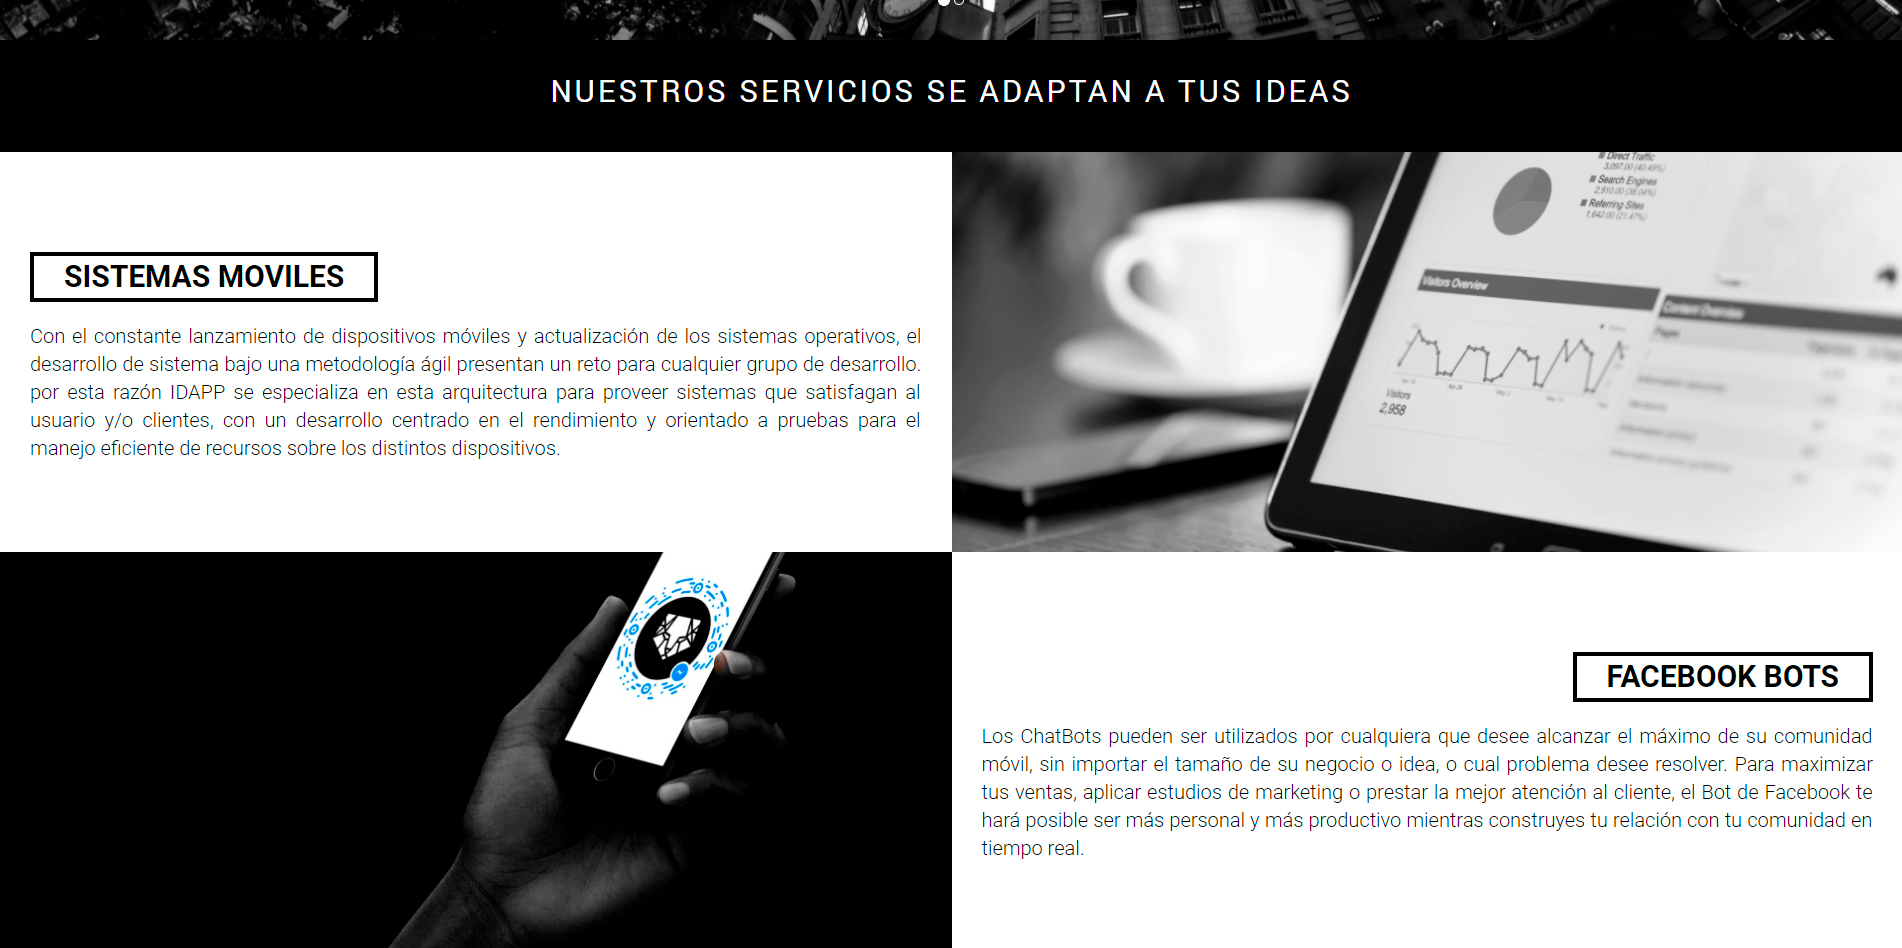 NUESTROS SERVICIOS SE ADAPTAN A TUS IDEAS
SISTEMAS MOVILES
Con el constante lanzamiento de dispositivos móviles y actualización de los sistemas operativos, el
desarrollo de sistema bajo una metodología ágil presentan un reto para cualquier grupo de desarrollo.
por esta razón IDAPP se especializa en esta arquitectura para proveer sistemas que satisfagan al
usuario y/o clientes, con un desarrollo centrado en el rendimiento y orientado a pruebas para el
manejo eficiente de recursos sobre los distintos dispositivos.
Direct Traffic
3,097.00 (40.49%)
Search Engines
2,910.00 (38.04%)
Referring Sites
1,642.00 (21.47%)
Visitors Overview
Content Overview
Pages
Visitors
2,958
FACEBOOK BOTS
Los ChatBots pueden ser utilizados por cualquiera que desee alcanzar el máximo de su comunidad
móvil, sin importar el tamaño de su negocio o idea, o cual problema desee resolver. Para maximizar
tus ventas, aplicar estudios de marketing o prestar la mejor atención al cliente, el Bot de Facebook te
hará posible ser más personal y más productivo mientras construyes tu relación con tu comunidad en
tiempo real.